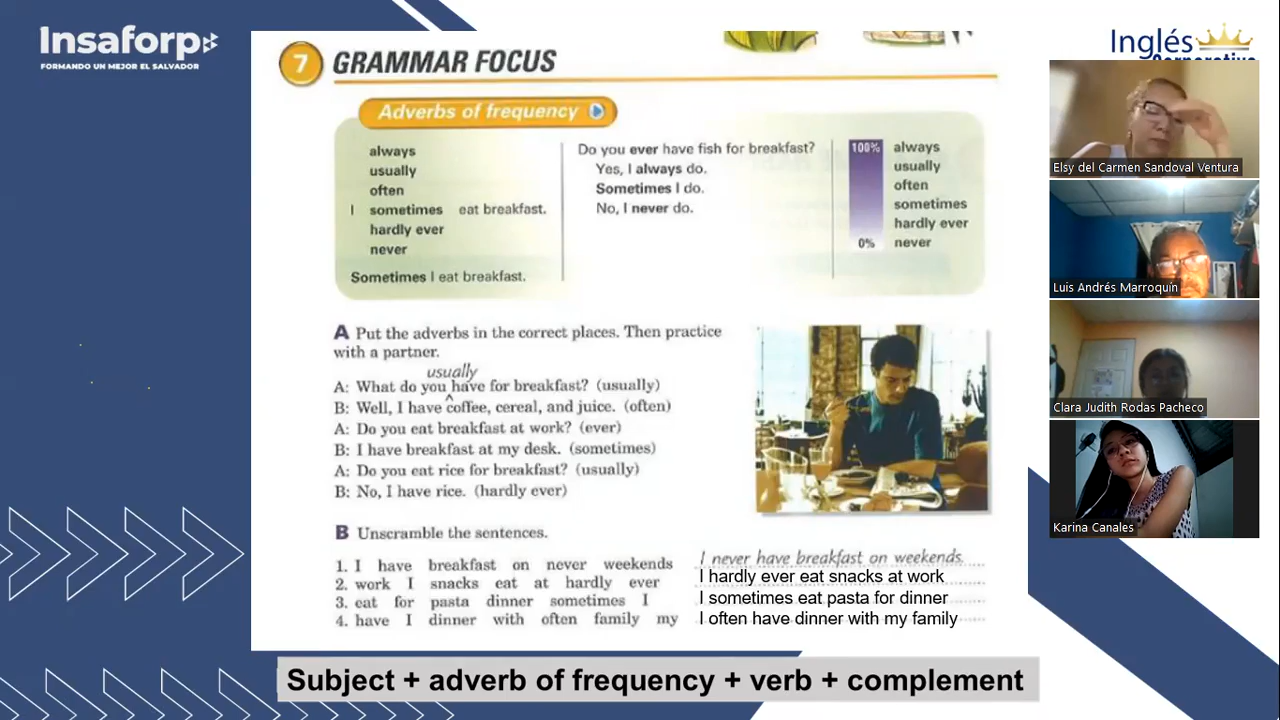 Insaforp
FORMANDO UN MEJOR EL SALVADOR
Inglés
Corporativo
7 GRAMMAR FOCUS
Adverbs of frequency
always
usually
often
I sometimes eat breakfast.
hardly ever
never
Sometimes I eat breakfast.
Do you ever have fish for breakfast?
Yes, I always do.
Sometimes I do.
No, I never do.
100% always
usually
often
sometimes
hardly ever
0% never
A Put the adverbs in the correct places. Then practice
with a partner.
usually
A: What do you have for breakfast? (usually)
B: Well, I have coffee, cereal, and juice. (often)
A: Do you eat breakfast at work? (ever)
B: I have breakfast at my desk. (sometimes)
A: Do you eat rice for breakfast? (usually)
B: No, I have rice. (hardly ever)
B Unscramble the sentences.
1. I have breakfast on never weekends
2. work I snacks eat at hardly ever
3. eat for pasta dinner sometimes I
4. have I dinner with often family my
I never have breakfast on weekends.
I hardly ever eat snacks at work
I sometimes eat pasta for dinner
I often have dinner with my family
Subject + adverb of frequency + verb + complement
Elsy del Carmen Sandoval Ventura
Luis Andrés Marroquín
Clara Judith Rodas Pacheco
Karina Canales